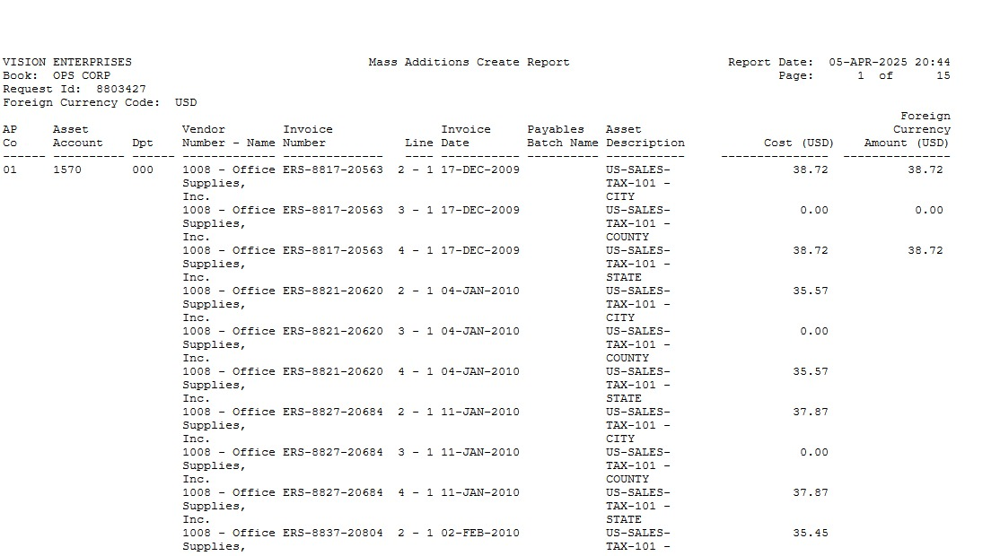 VISION ENTERPRISES Mass Additions Create Report Report Date: 05-APR-2025 20:44
Book: OPS CORP Page: 1 of 15
Request Id: 8803427
Foreign Currency Code: USD
Foreign
AP Asset Vendor Invoice Invoice Payables Asset Currency
Co Account Dpt Number - Name Number Line Date Batch Name Description Cost (USD) Amount (USD)
------ ---------- ------ ------------- -------------- ---- ----------- ---------- ----------- --------------- ---------------
01 1570 000 1008 - Office ERS-8817-20563 2 - 1 17-DEC-2009 US-SALES- 38.72 38.72
Supplies, TAX-101 -
Inc. CITY
1008 - Office ERS-8817-20563 3 - 1 17-DEC-2009 US-SALES- 0.00 0.00
Supplies, TAX-101 -
Inc. COUNTY
1008 - Office ERS-8817-20563 4 - 1 17-DEC-2009 US-SALES- 38.72 38.72
Supplies, TAX-101 -
Inc. STATE
1008 - Office ERS-8821-20620 2 - 1 04-JAN-2010 US-SALES- 35.57
Supplies, TAX-101 -
Inc. CITY
1008 - Office ERS-8821-20620 3 - 1 04-JAN-2010 US-SALES- 0.00
Supplies, TAX-101 -
Inc. COUNTY
1008 - Office ERS-8821-20620 4 - 1 04-JAN-2010 US-SALES- 35.57
Supplies, TAX-101 -
Inc. STATE
1008 - Office ERS-8827-20684 2 - 1 11-JAN-2010 US-SALES- 37.87
Supplies, TAX-101 -
Inc. CITY
1008 - Office ERS-8827-20684 3 - 1 11-JAN-2010 US-SALES- 0.00
Supplies, TAX-101 -
Inc. COUNTY
1008 - Office ERS-8827-20684 4 - 1 11-JAN-2010 US-SALES- 37.87
Supplies, TAX-101 -
Inc. STATE
1008 - Office ERS-8837-20804 2 - 1 02-FEB-2010 US-SALES- 35.45
Supplies, TAX-101 -